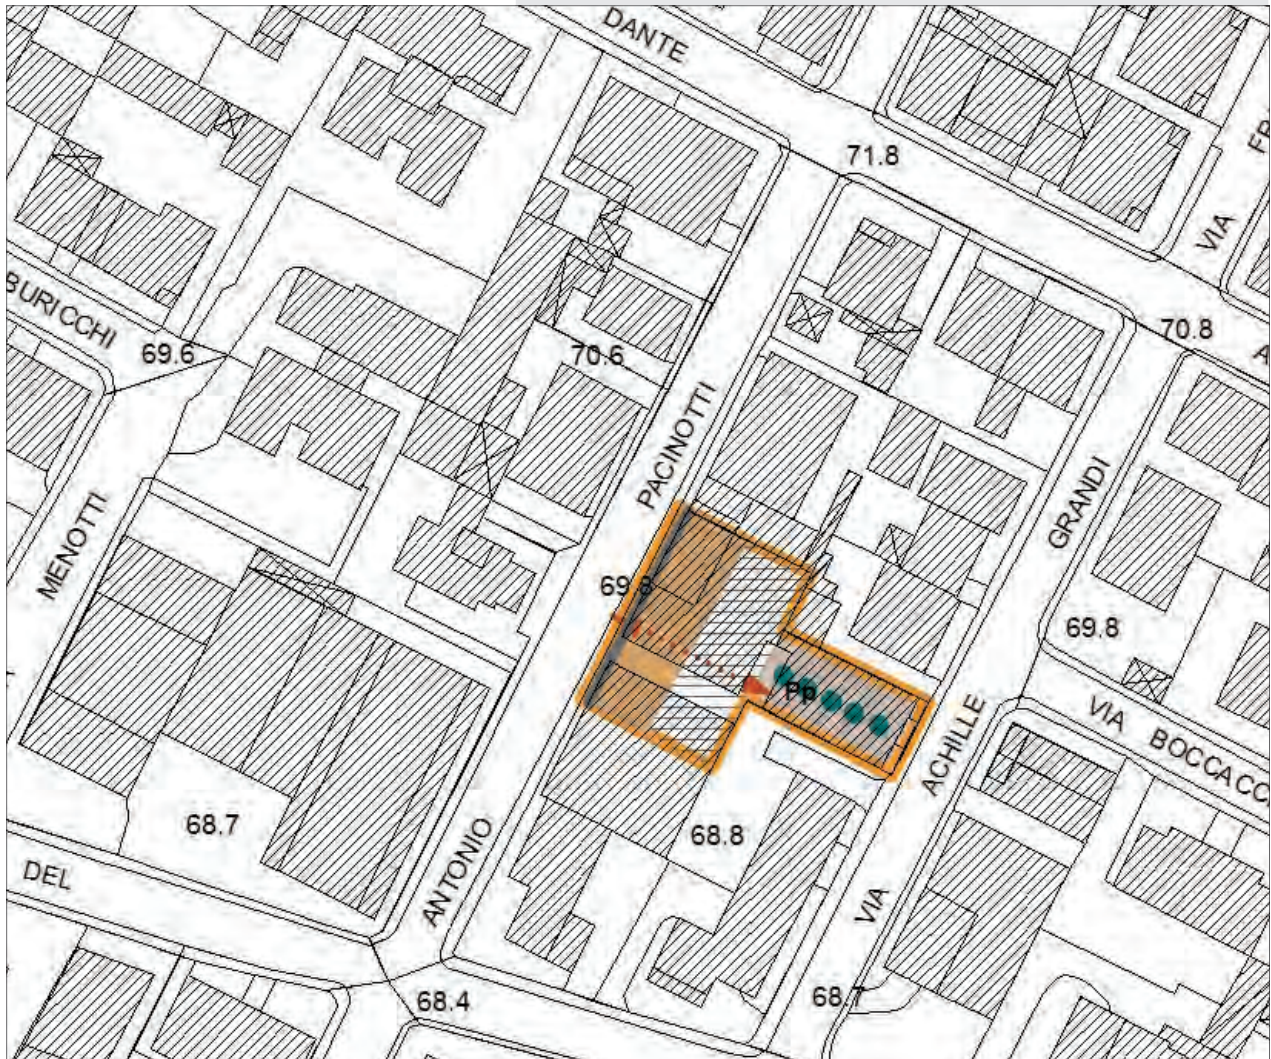 DANTE
71.8
VIA
BURICCHI
69.6
70.6
70.8
A
PACINOTTI
GRANDI
MENOTTI
69.8
69.8
Pp
VIA BOCCACC
ACHILLE
68.7
68.8
DEL
ANTONIO
VIA
68.4
68.7